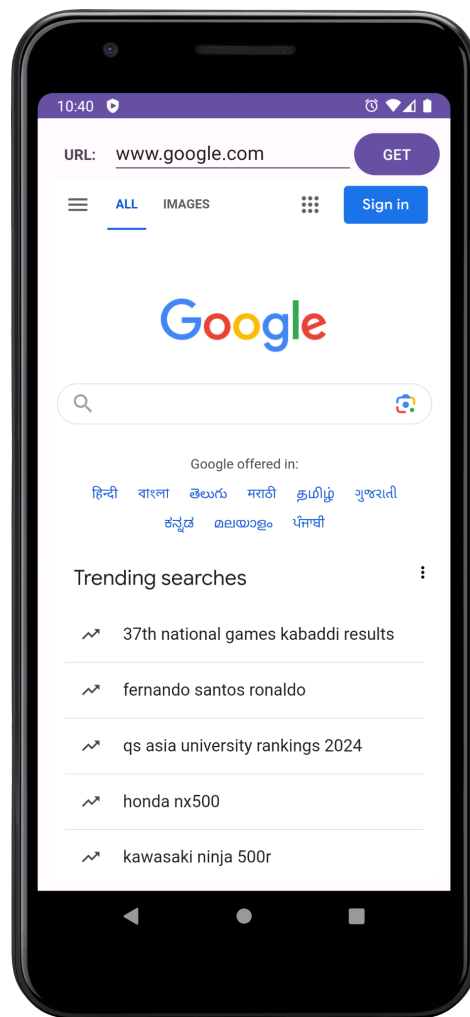 10:40
URL: www.google.com GET
ALL IMAGES Sign in
Google
Google offered in:
हिन्दी বাংলা తెలుగు मराठी தமிழ் ગુજરાતી
ಕನ್ನಡ മലയാളം ਪੰਜਾਬੀ
Trending searches
37th national games kabaddi results
fernando santos ronaldo
qs asia university rankings 2024
honda nx500
kawasaki ninja 500r